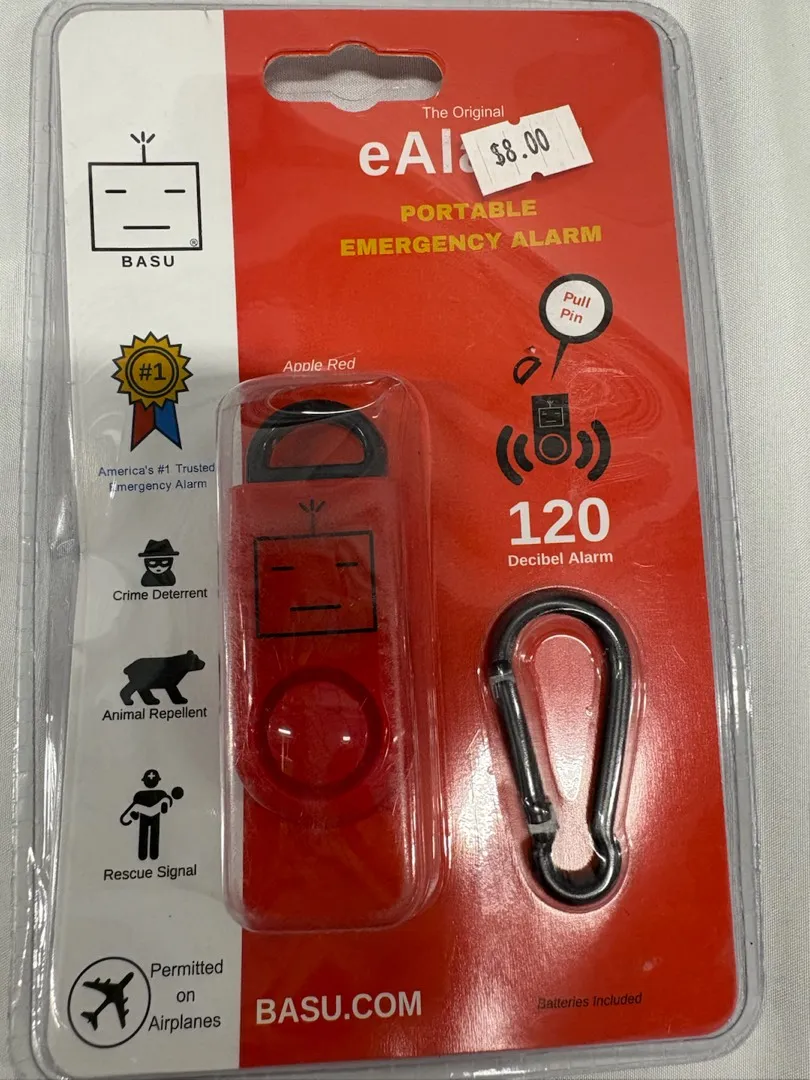 The Original
eAla
$8.00
PORTABLE
EMERGENCY ALARM
®
BASU
Pull
Pin
#1
Apple Red
America's #1 Trusted
Emergency Alarm
120
Decibel Alarm
Crime Deterrent
Animal Repellent
Rescue Signal
Permitted
on
Airplanes
BASU.COM
Batteries Included